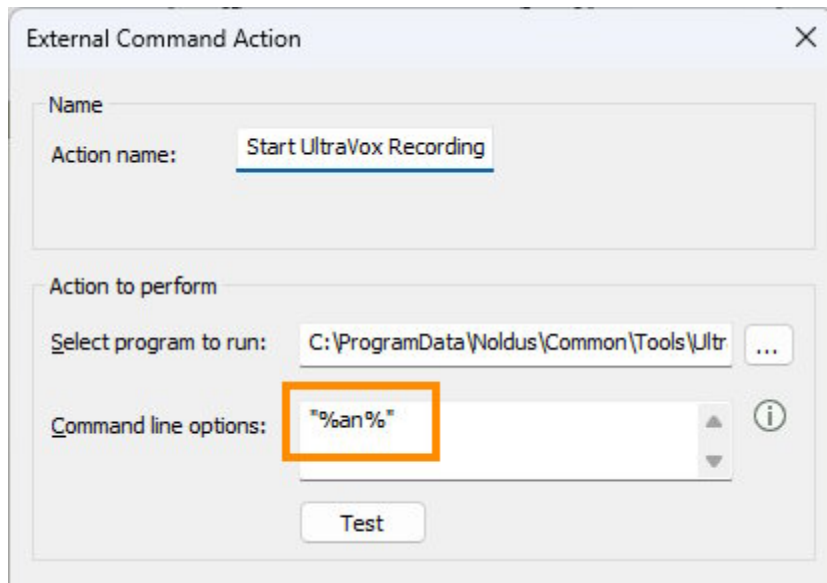 External Command Action
Name
Action name: Start UltraVox Recording
Action to perform
Select program to run: C:\ProgramData\Noldus\Common\Tools\Ultr ...
Command line options: "%an%"
Test